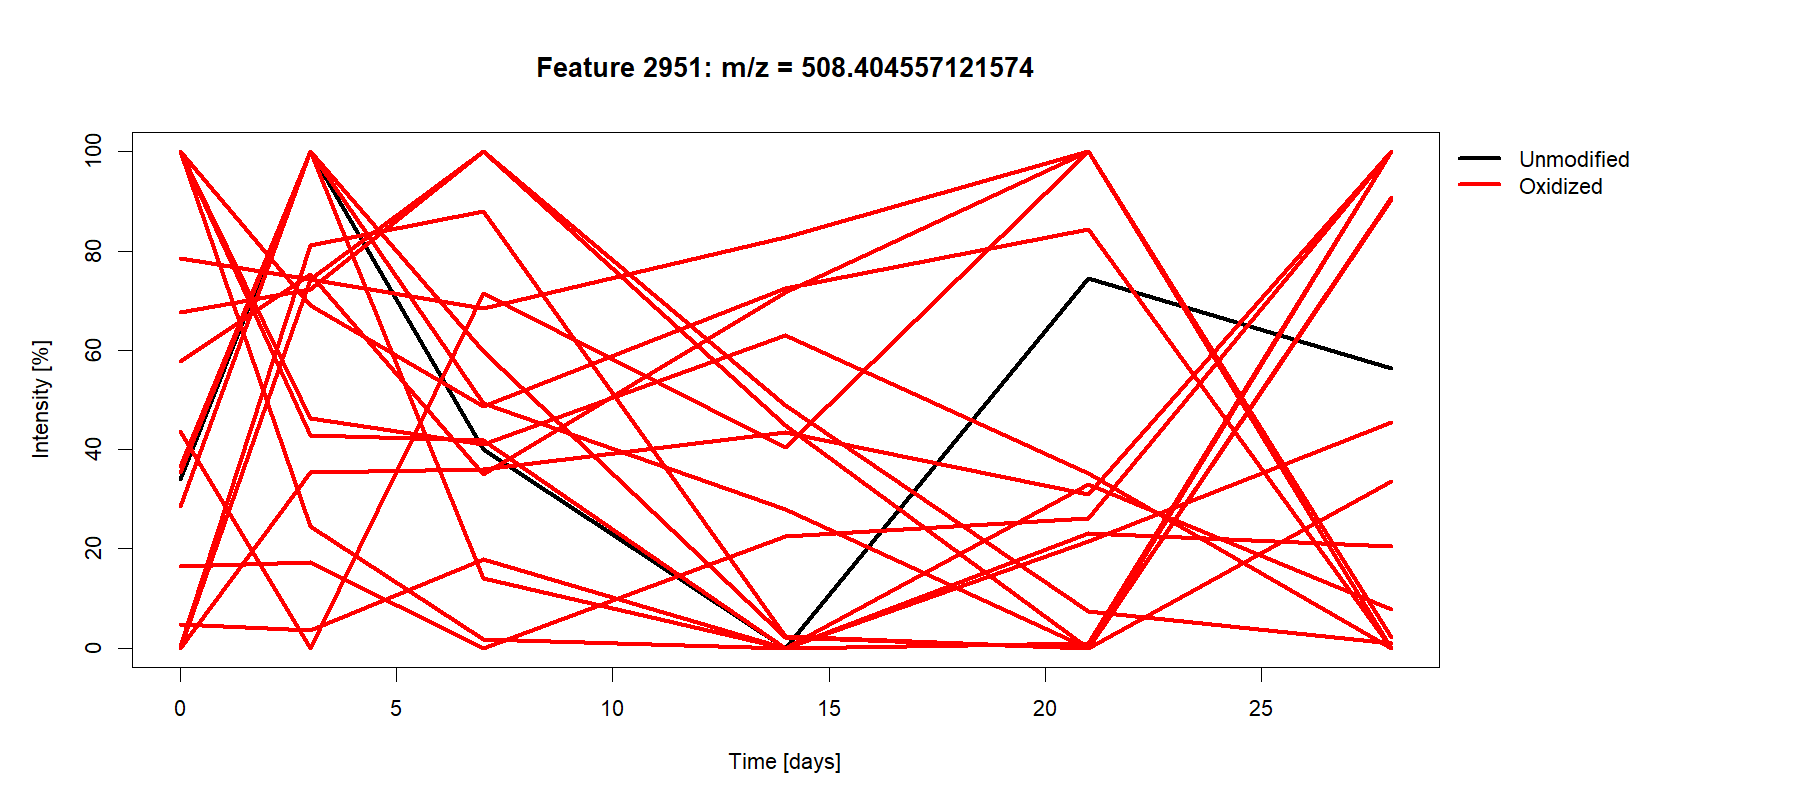 Feature 2951: m/z = 508.404557121574
Unmodified
Oxidized
Intensity [%]
100
80
60
40
20
0
0 5 10 15 20 25
Time [days]